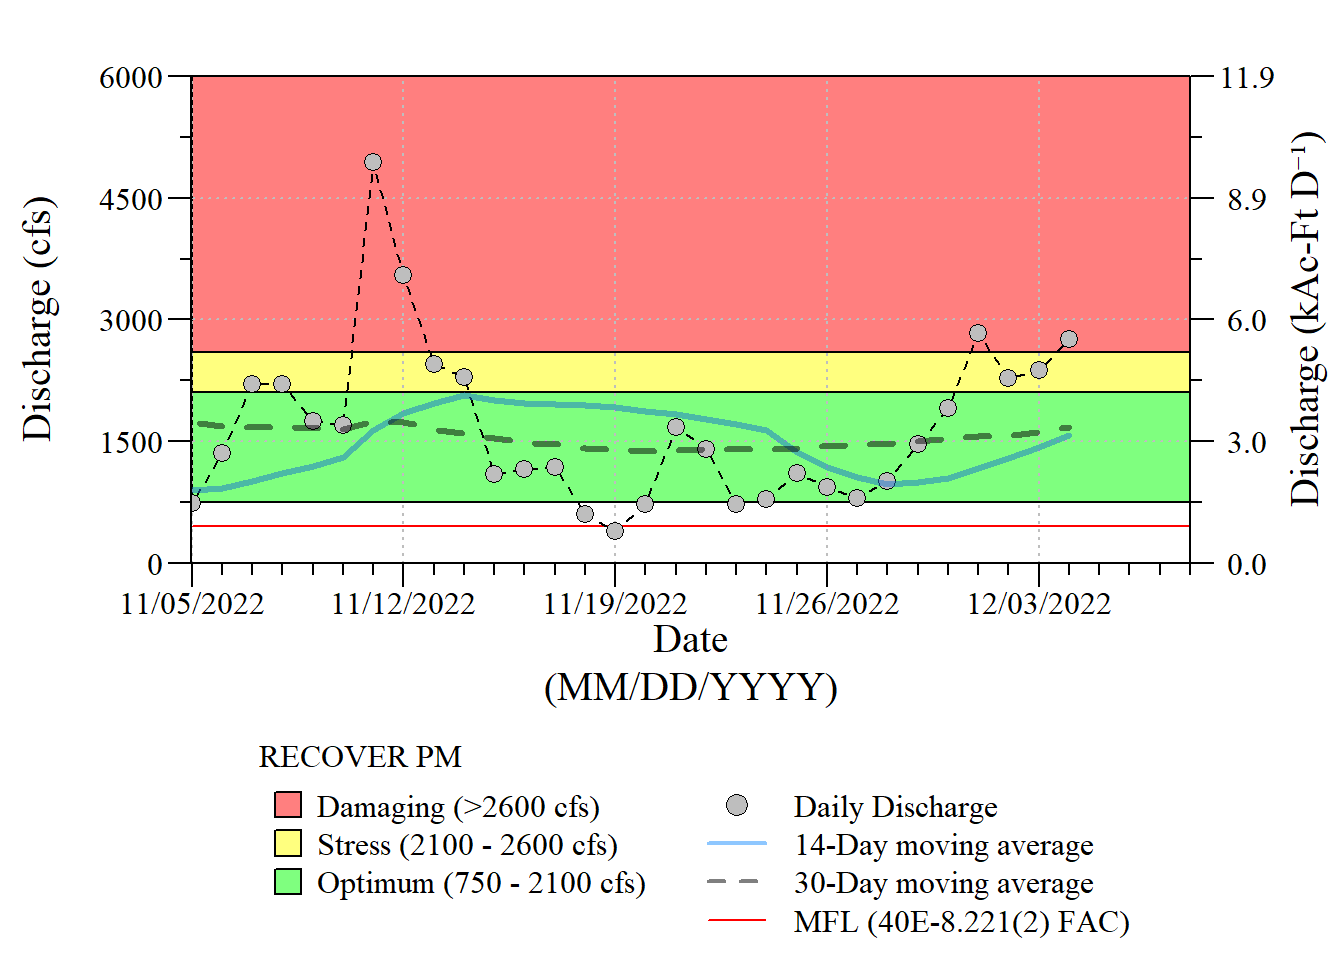 6000
4500
3000
1500
0
Discharge (cfs)
11.9
8.9
6.0
3.0
0.0
Discharge (kAc-Ft D⁻¹)
11/05/2022 11/12/2022 11/19/2022 11/26/2022 12/03/2022
Date
(MM/DD/YYYY)
RECOVER PM
Damaging (>2600 cfs)
Stress (2100 - 2600 cfs)
Optimum (750 - 2100 cfs)
Daily Discharge
14-Day moving average
30-Day moving average
MFL (40E-8.221(2) FAC)